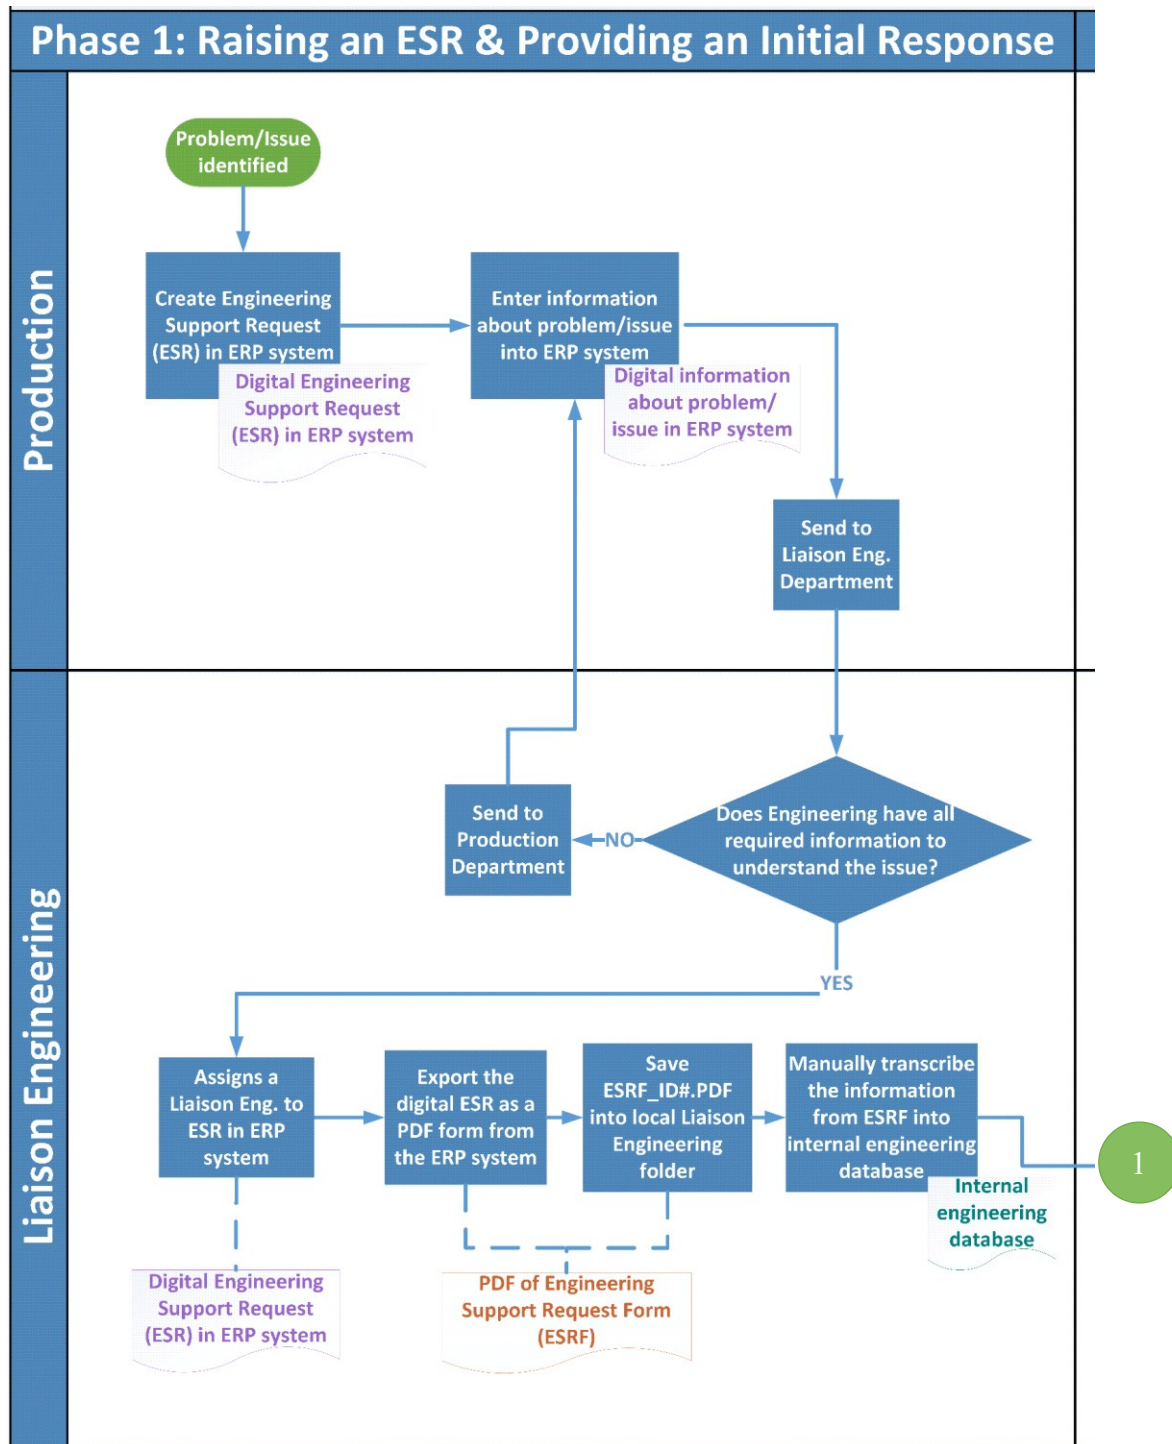 Phase 1: Raising an ESR & Providing an Initial Response
Production
Problem/Issue
identified
Create Engineering
Support Request
(ESR) in ERP system
Digital Engineering
Support Request
(ESR) in ERP system
Enter information
about problem/issue
into ERP system
Digital information
about problem/
issue in ERP system
Send to
Liaison Eng.
Department
Liaison Engineering
Does Engineering have all
required information to
understand the issue?
NO
Send to
Production
Department
YES
Assigns a
Liaison Eng. to
ESR in ERP
system
Export the
digital ESR as a
PDF form from
the ERP system
Save
ESRF_ID#.PDF
into local Liaison
Engineering
folder
Manually transcribe
the information
from ESRF into
internal engineering
database
1
Internal
engineering
database
Digital Engineering
Support Request
(ESR) in ERP system
PDF of Engineering
Support Request Form
(ESRF)